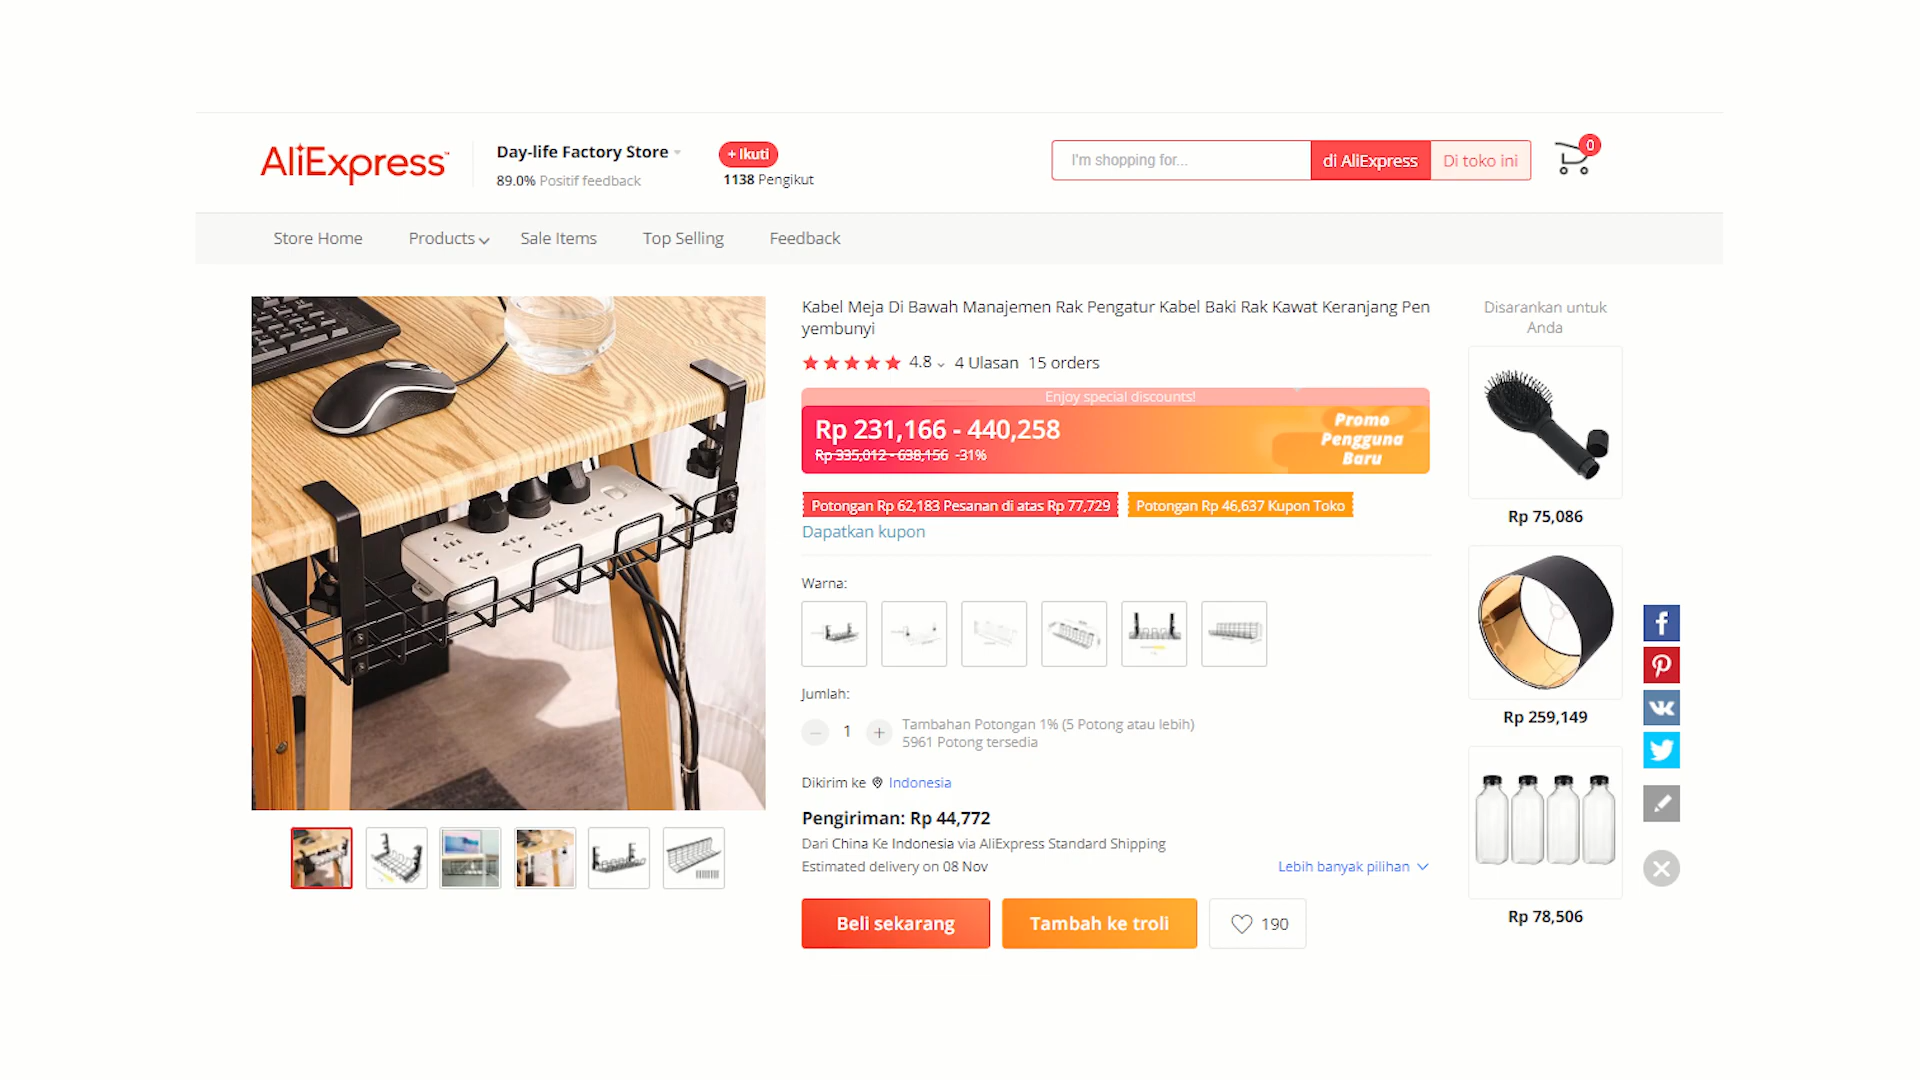 AliExpress™
Day-life Factory Store
89.0% Positif feedback
+ Ikuti
1138 Pengikut
I'm shopping for...
di AliExpress
Di toko ini
0
Store Home
Products
Sale Items
Top Selling
Feedback
Kabel Meja Di Bawah Manajemen Rak Pengatur Kabel Baki Rak Kawat Keranjang Pen
yembunyi
4.8
4 Ulasan
15 orders
Enjoy special discounts!
Rp 231,166 - 440,258
Rp 335,012 - 638,156 -31%
Promo
Pengguna
Baru
Potongan Rp 62,183 Pesanan di atas Rp 77,729
Potongan Rp 46,637 Kupon Toko
Dapatkan kupon
Warna:
Jumlah:
1
Tambahan Potongan 1% (5 Potong atau lebih)
5961 Potong tersedia
Dikirim ke Indonesia
Pengiriman: Rp 44,772
Dari China Ke Indonesia via AliExpress Standard Shipping
Estimated delivery on 08 Nov
Lebih banyak pilihan
Beli sekarang
Tambah ke troli
190
Disarankan untuk
Anda
Rp 75,086
Rp 259,149
Rp 78,506